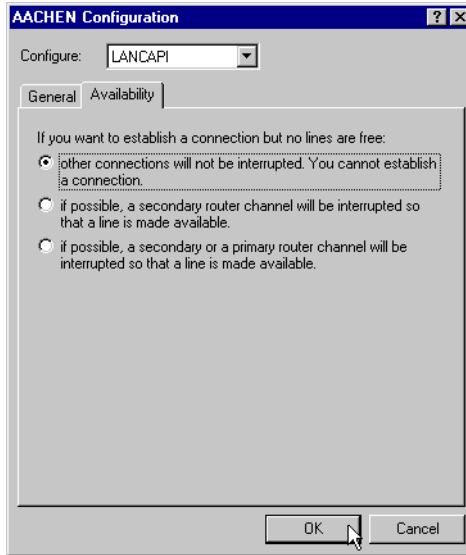 AACHEN Configuration
Configure: LANCAPI
General Availability
If you want to establish a connection but no lines are free:
other connections will not be interrupted. You cannot establish
a connection.
if possible, a secondary router channel will be interrupted so
that a line is made available.
if possible, a secondary or a primary router channel will be
interrupted so that a line is made available.
OK Cancel